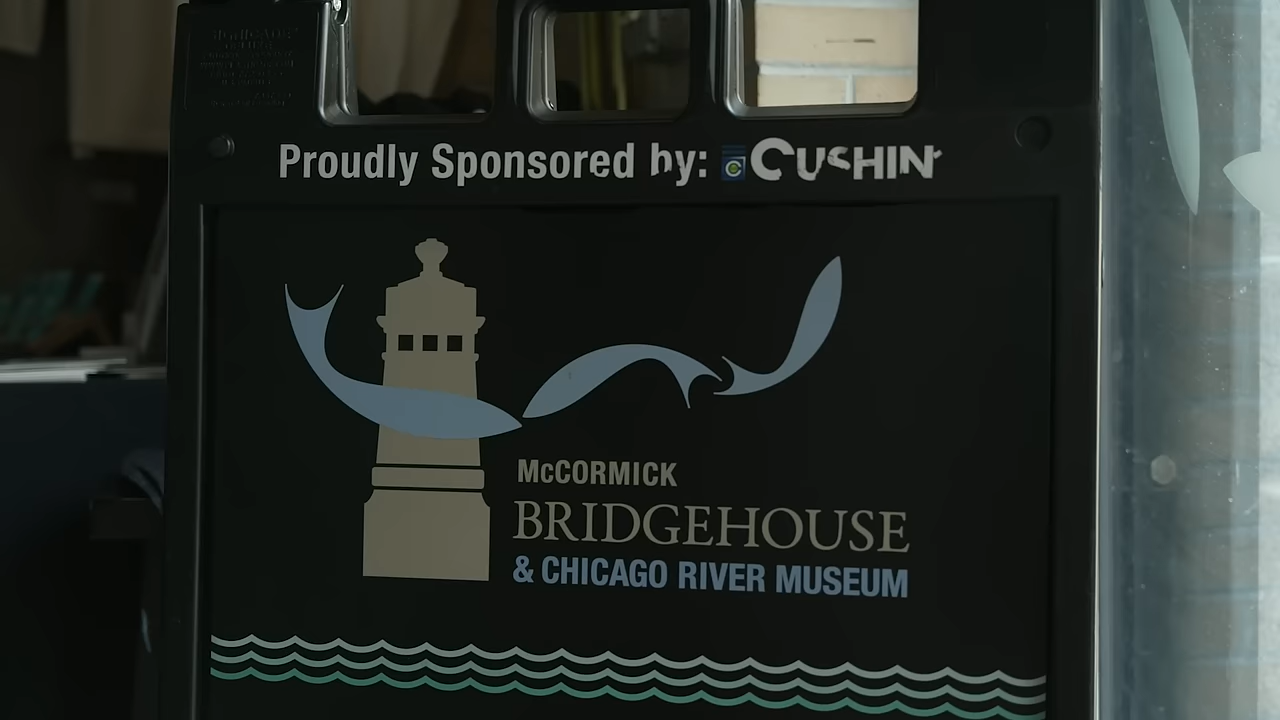 Proudly Sponsored by: CUSHIN
McCORMICK
BRIDGEHOUSE
& CHICAGO RIVER MUSEUM